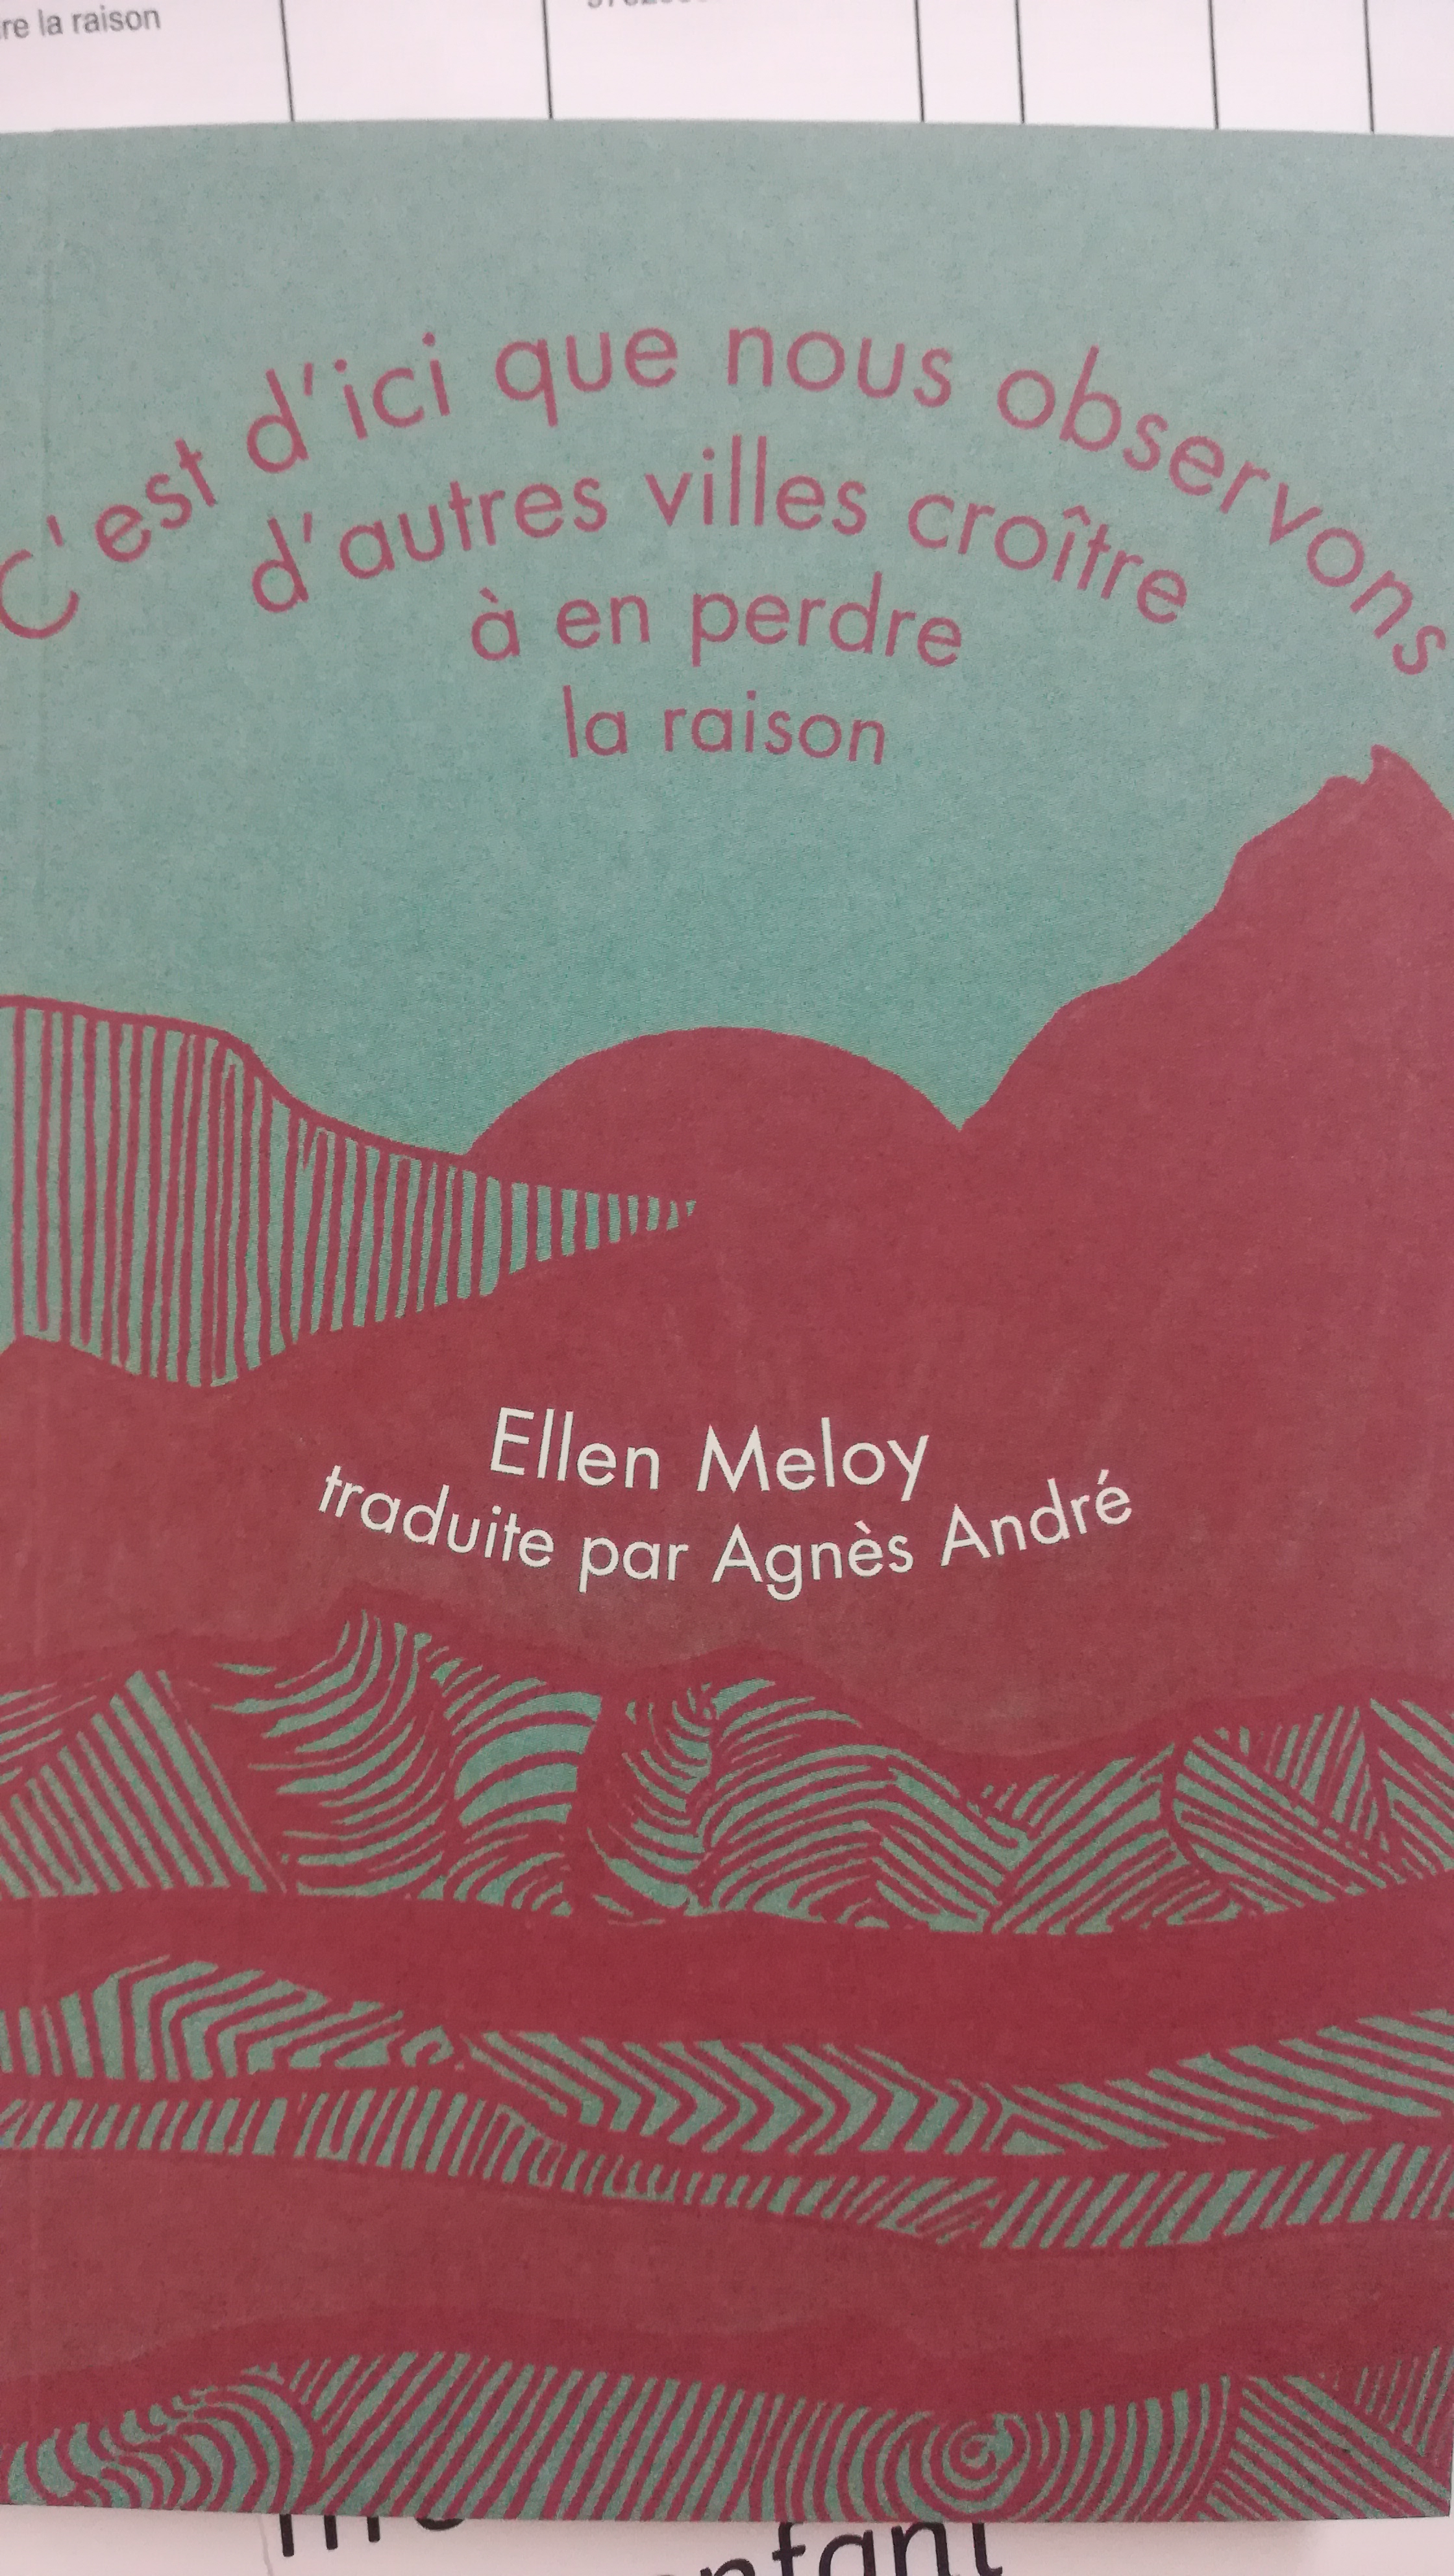 re la raison
C'est d'ici que nous observons
d'autres villes croître
à en perdre
la raison
Ellen Meloy
traduite par Agnès André